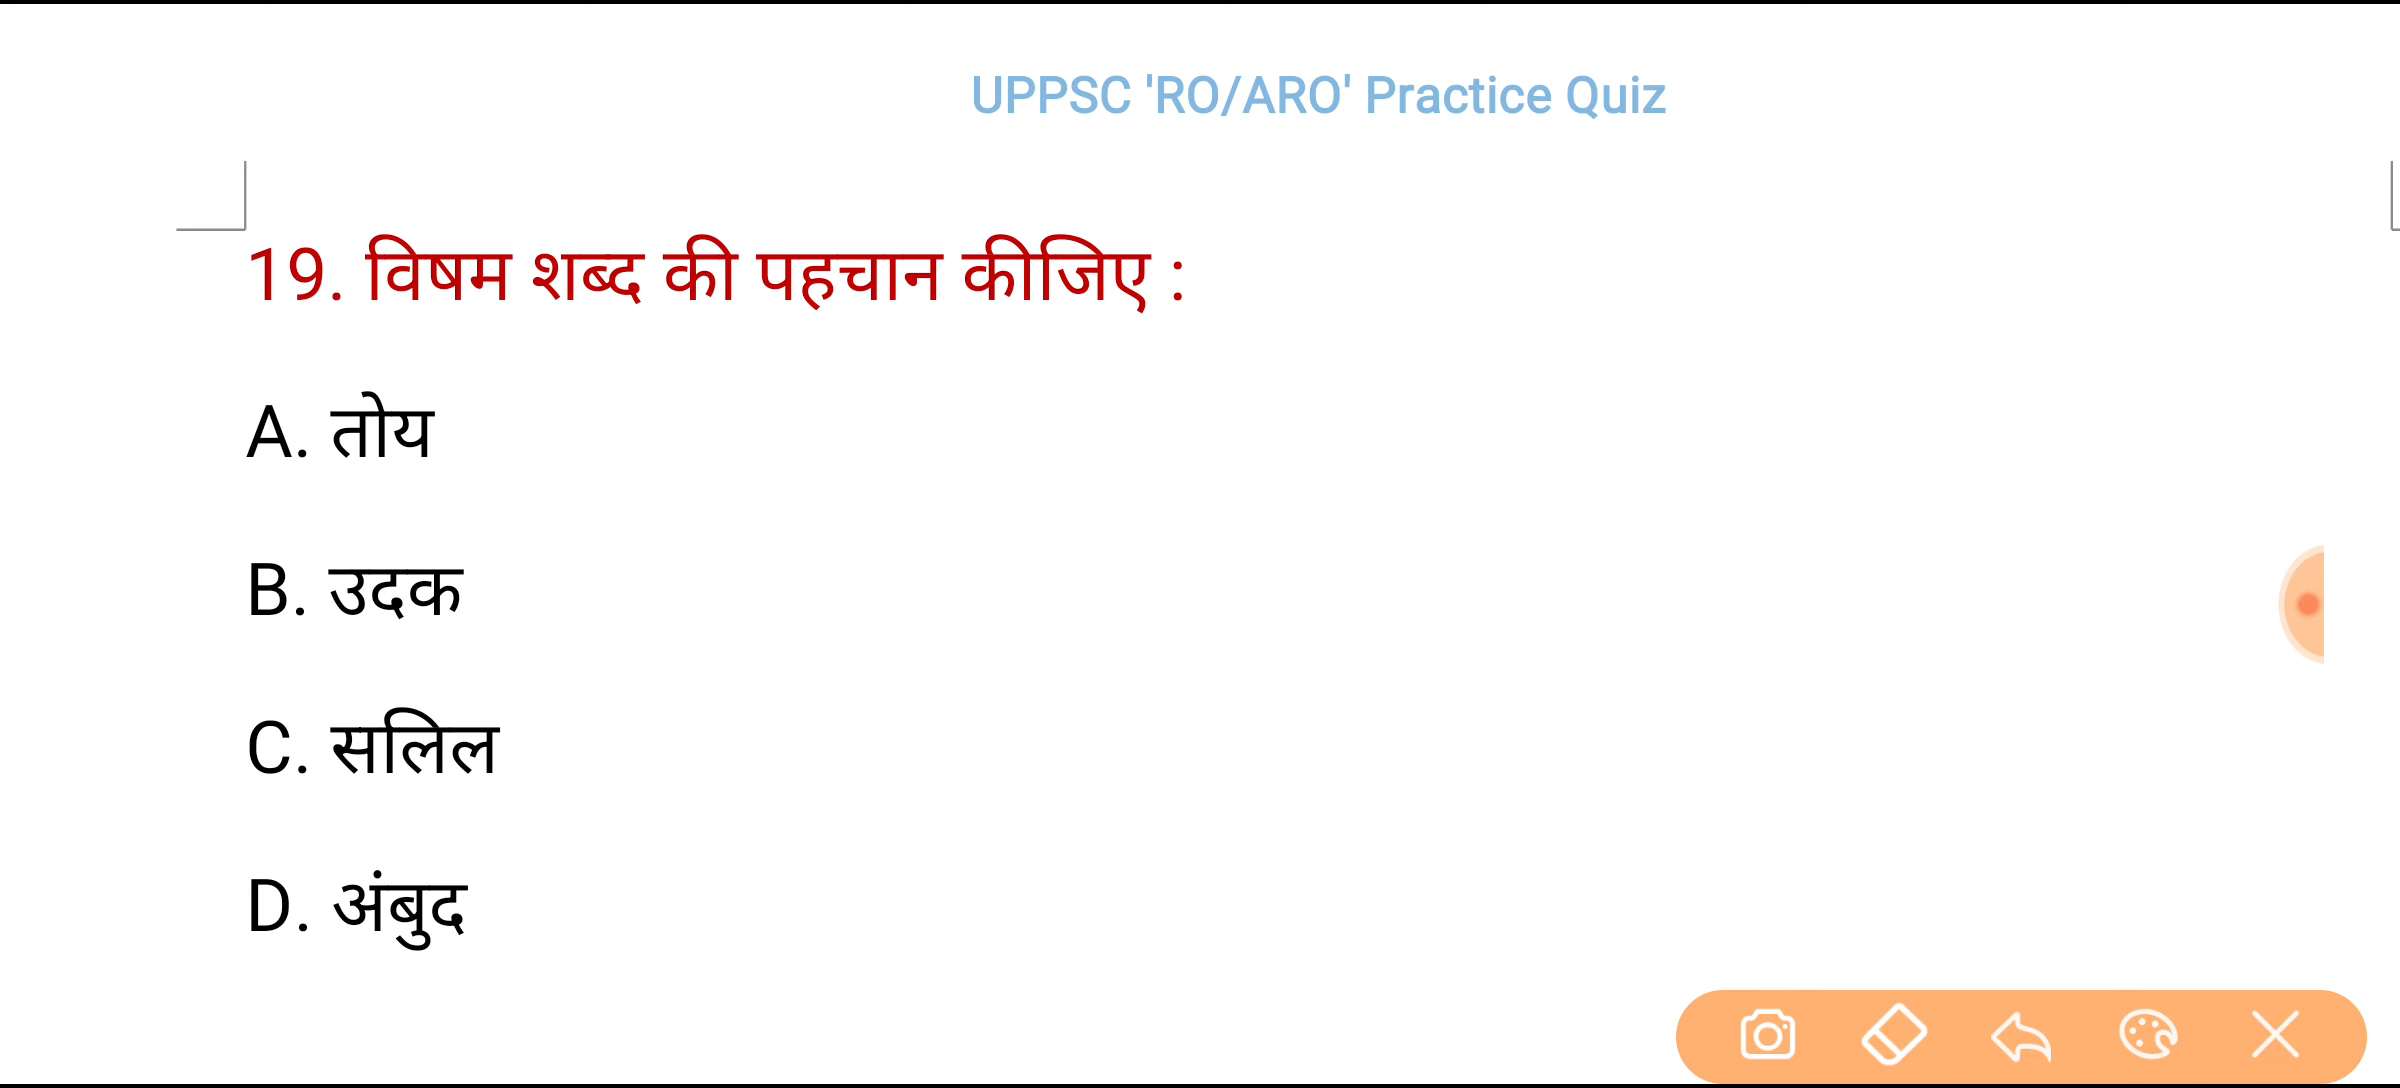 UPPSC 'RO/ARO' Practice Quiz
19. विषम शब्द की पहचान कीजिए :
A. तोय
B. उदक
C. सलिल
D. अंबुद